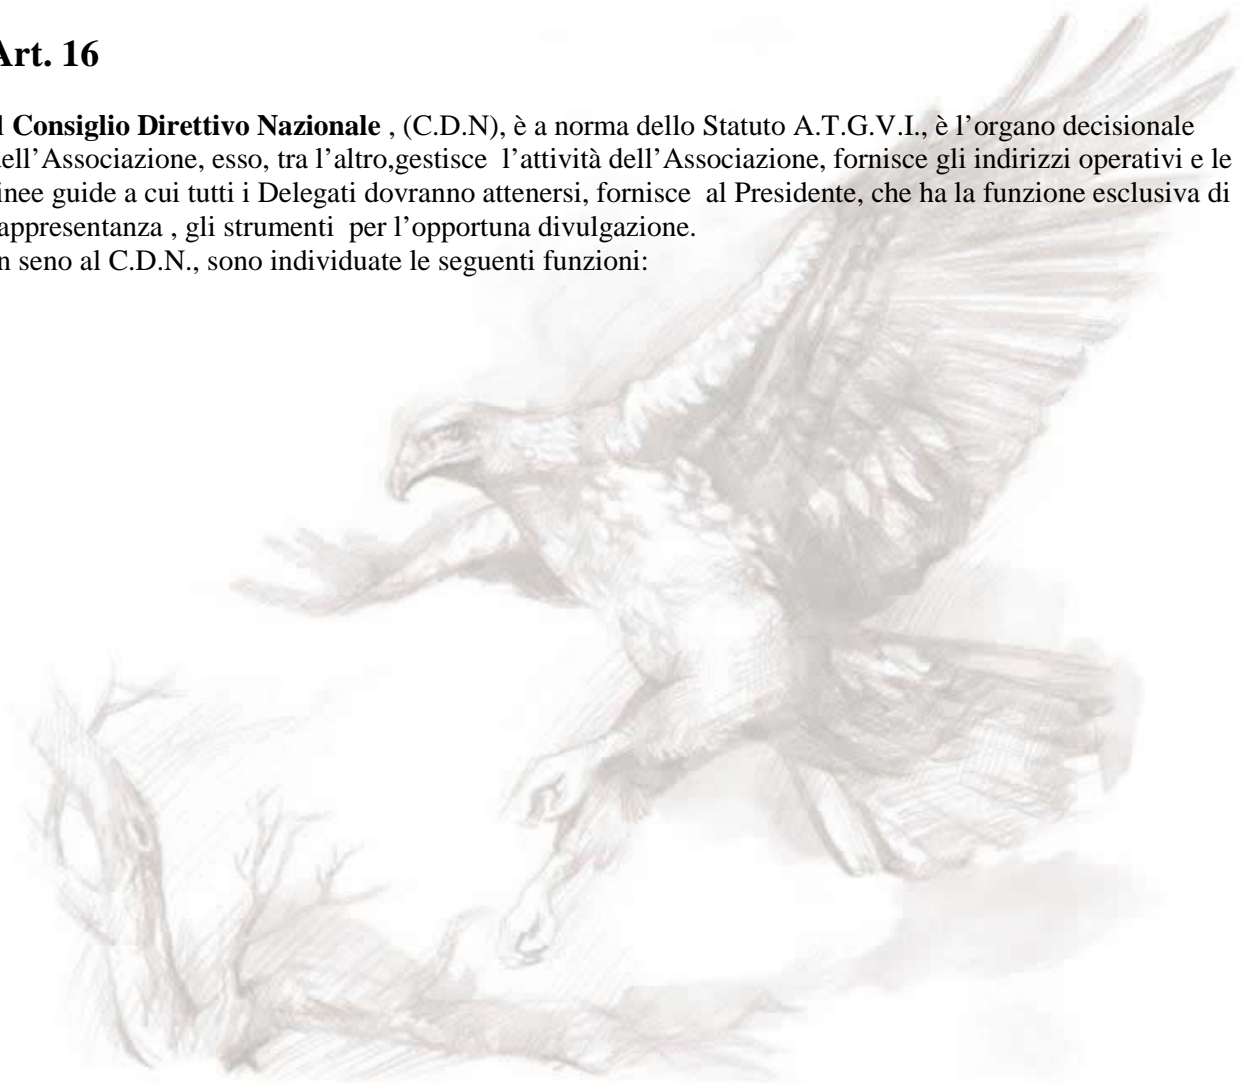 Art. 16
l Consiglio Direttivo Nazionale , (C.D.N), è a norma dello Statuto A.T.G.V.I., è l’organo decisionale
dell’Associazione, esso, tra l’altro,gestisce l’attività dell’Associazione, fornisce gli indirizzi operativi e le
inee guide a cui tutti i Delegati dovranno attenersi, fornisce al Presidente, che ha la funzione esclusiva di
appresentanza , gli strumenti per l’opportuna divulgazione.
n seno al C.D.N., sono individuate le seguenti funzioni: